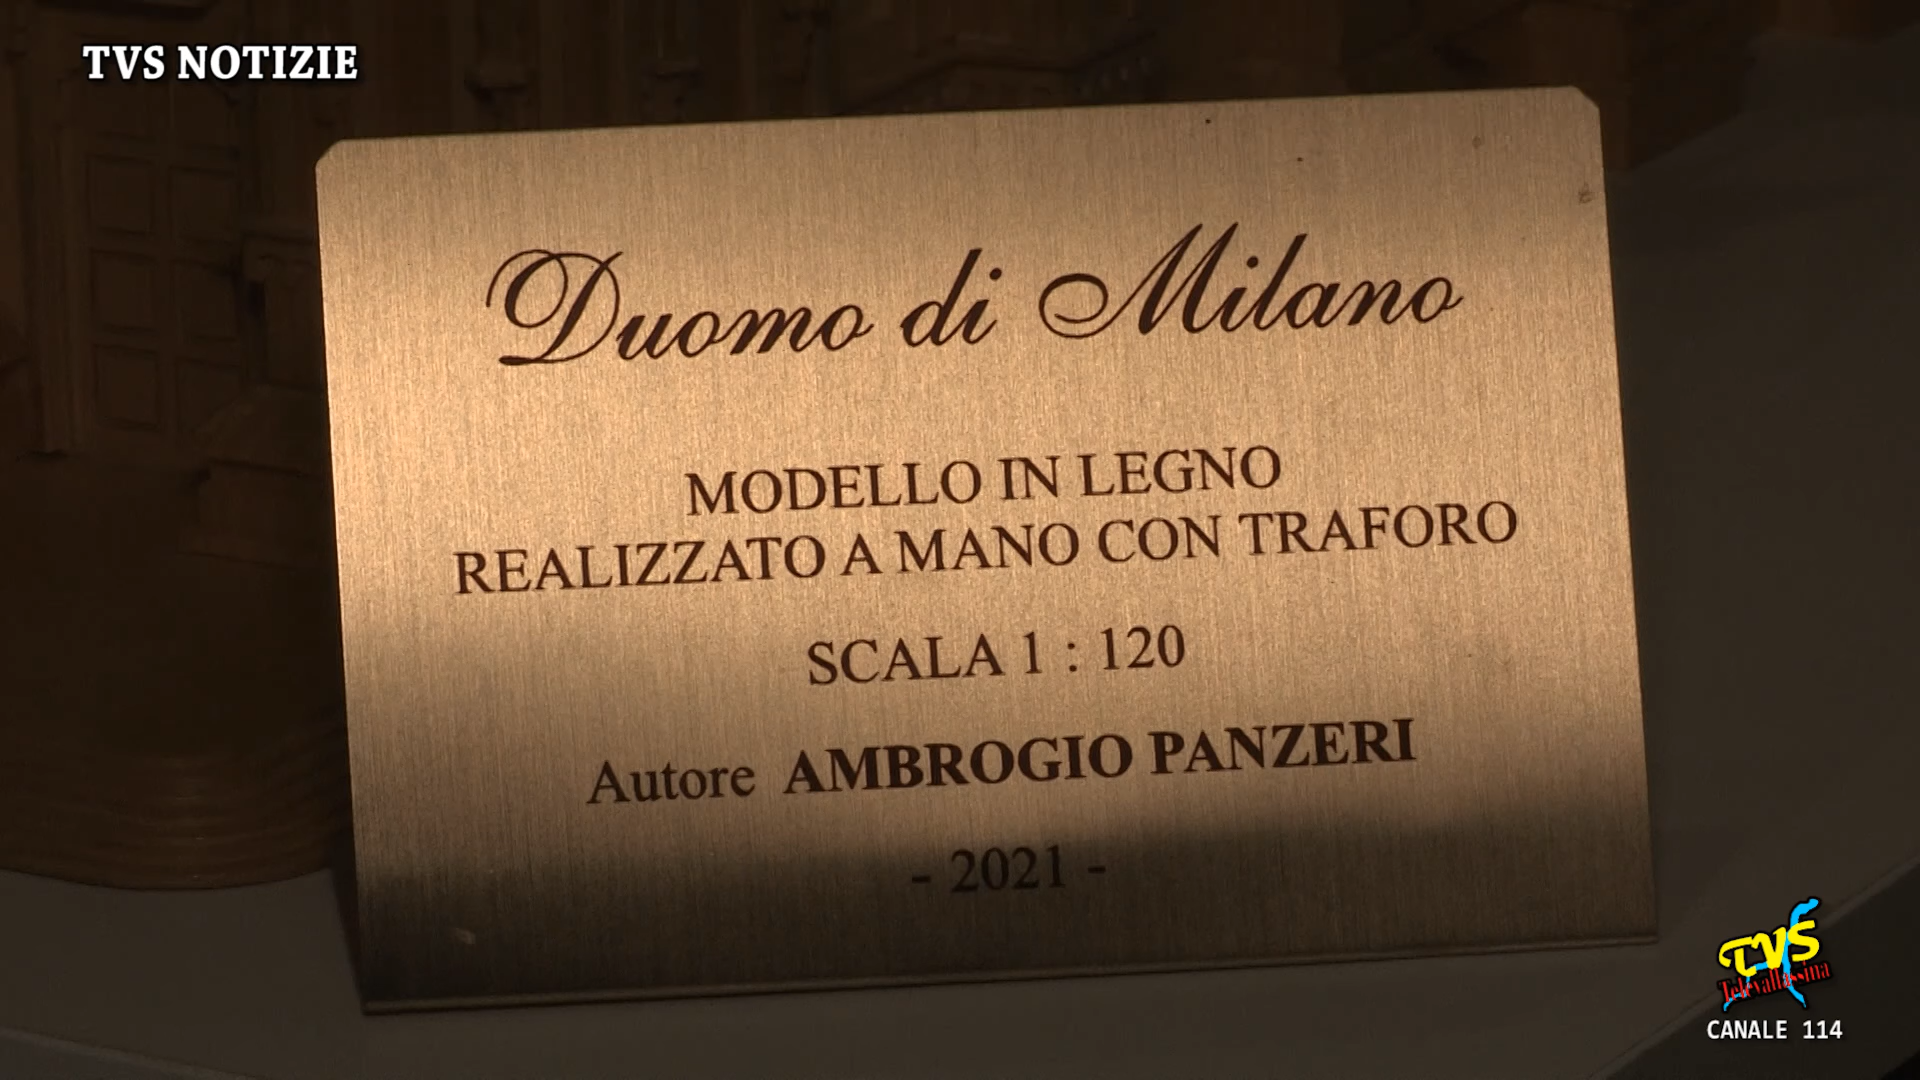 TVS NOTIZIE
Duomo di Milano
MODELLO IN LEGNO
REALIZZATO A MANO CON TRAFORO
SCALA 1 : 120
Autore AMBROGIO PANZERI
- 2021 -
TVS
Televallassina
CANALE 114